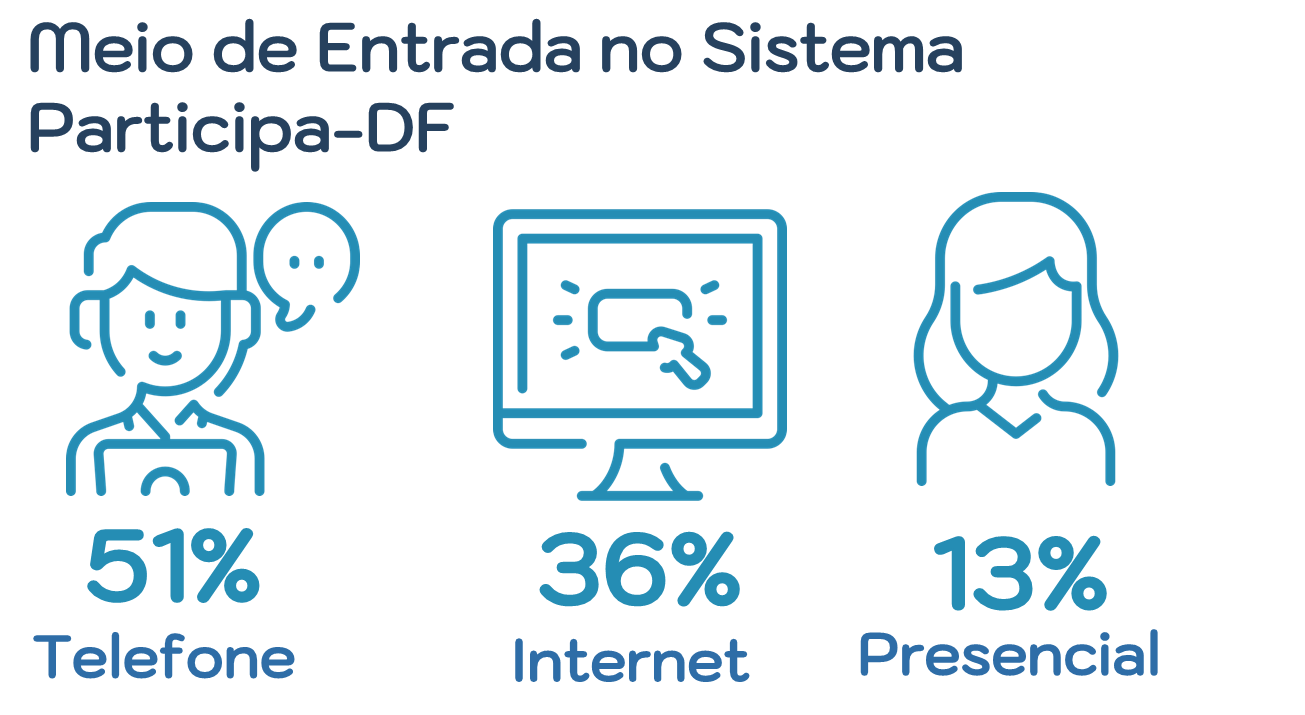 Meio de Entrada no Sistema
Participa-DF
51%
Telefone
36%
Internet
13%
Presencial